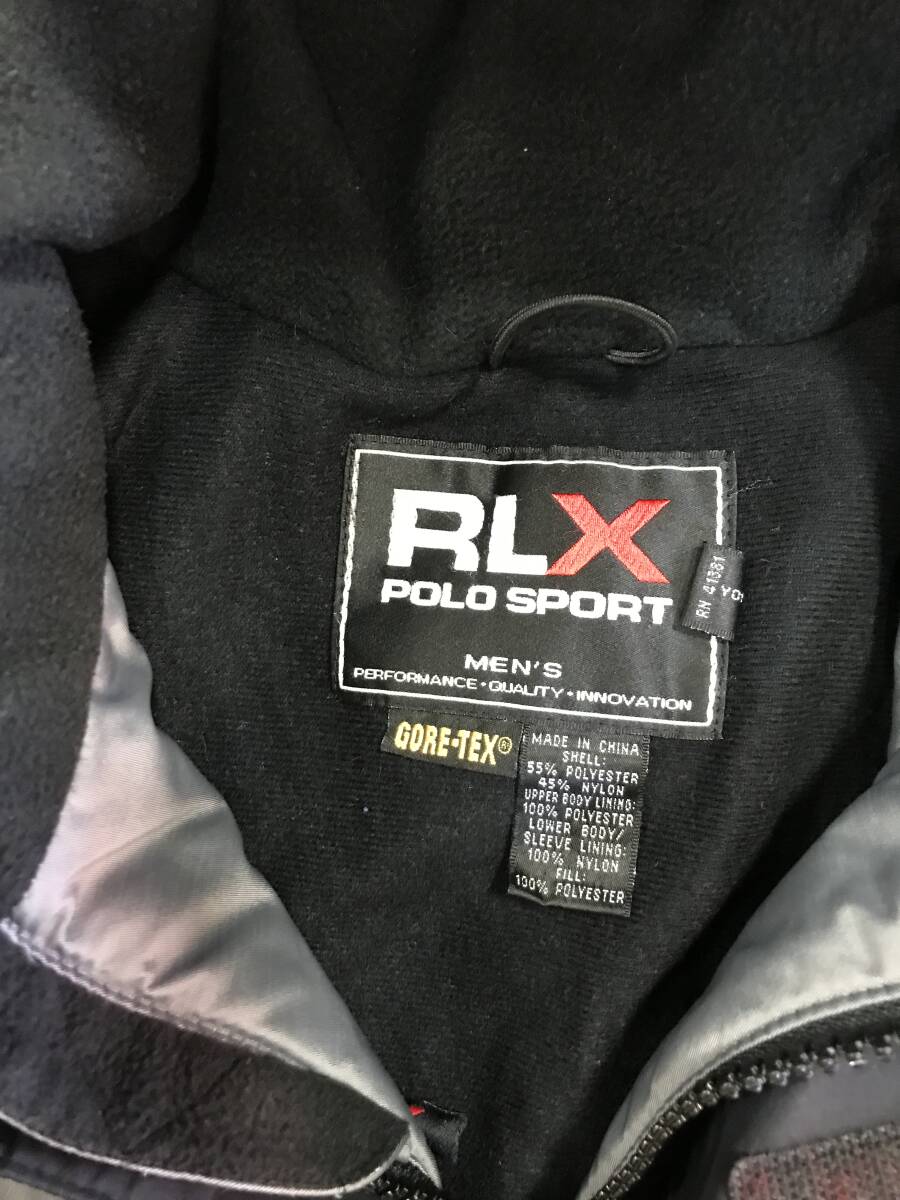 RLX
POLO SPORT
MEN'S
PERFORMANCE • QUALITY • INNOVATION
RN 41381
GORE-TEX®
MADE IN CHINA
SHELL:
55% POLYESTER
45% NYLON
UPPER BODY LINING:
100% POLYESTER
LOWER BODY/
SLEEVE LINING:
100% NYLON
FILL:
100% POLYESTER